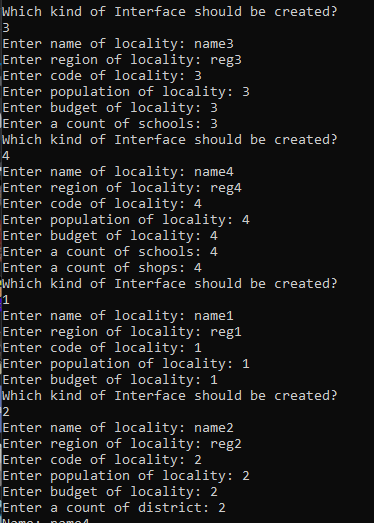 Which kind of Interface should be created?
3
Enter name of locality: name3
Enter region of locality: reg3
Enter code of locality: 3
Enter population of locality: 3
Enter budget of locality: 3
Enter a count of schools: 3
Which kind of Interface should be created?
4
Enter name of locality: name4
Enter region of locality: reg4
Enter code of locality: 4
Enter population of locality: 4
Enter budget of locality: 4
Enter a count of schools: 4
Enter a count of shops: 4
Which kind of Interface should be created?
1
Enter name of locality: name1
Enter region of locality: reg1
Enter code of locality: 1
Enter population of locality: 1
Enter budget of locality: 1
Which kind of Interface should be created?
2
Enter name of locality: name2
Enter region of locality: reg2
Enter code of locality: 2
Enter population of locality: 2
Enter budget of locality: 2
Enter a count of district: 2
Name: name4